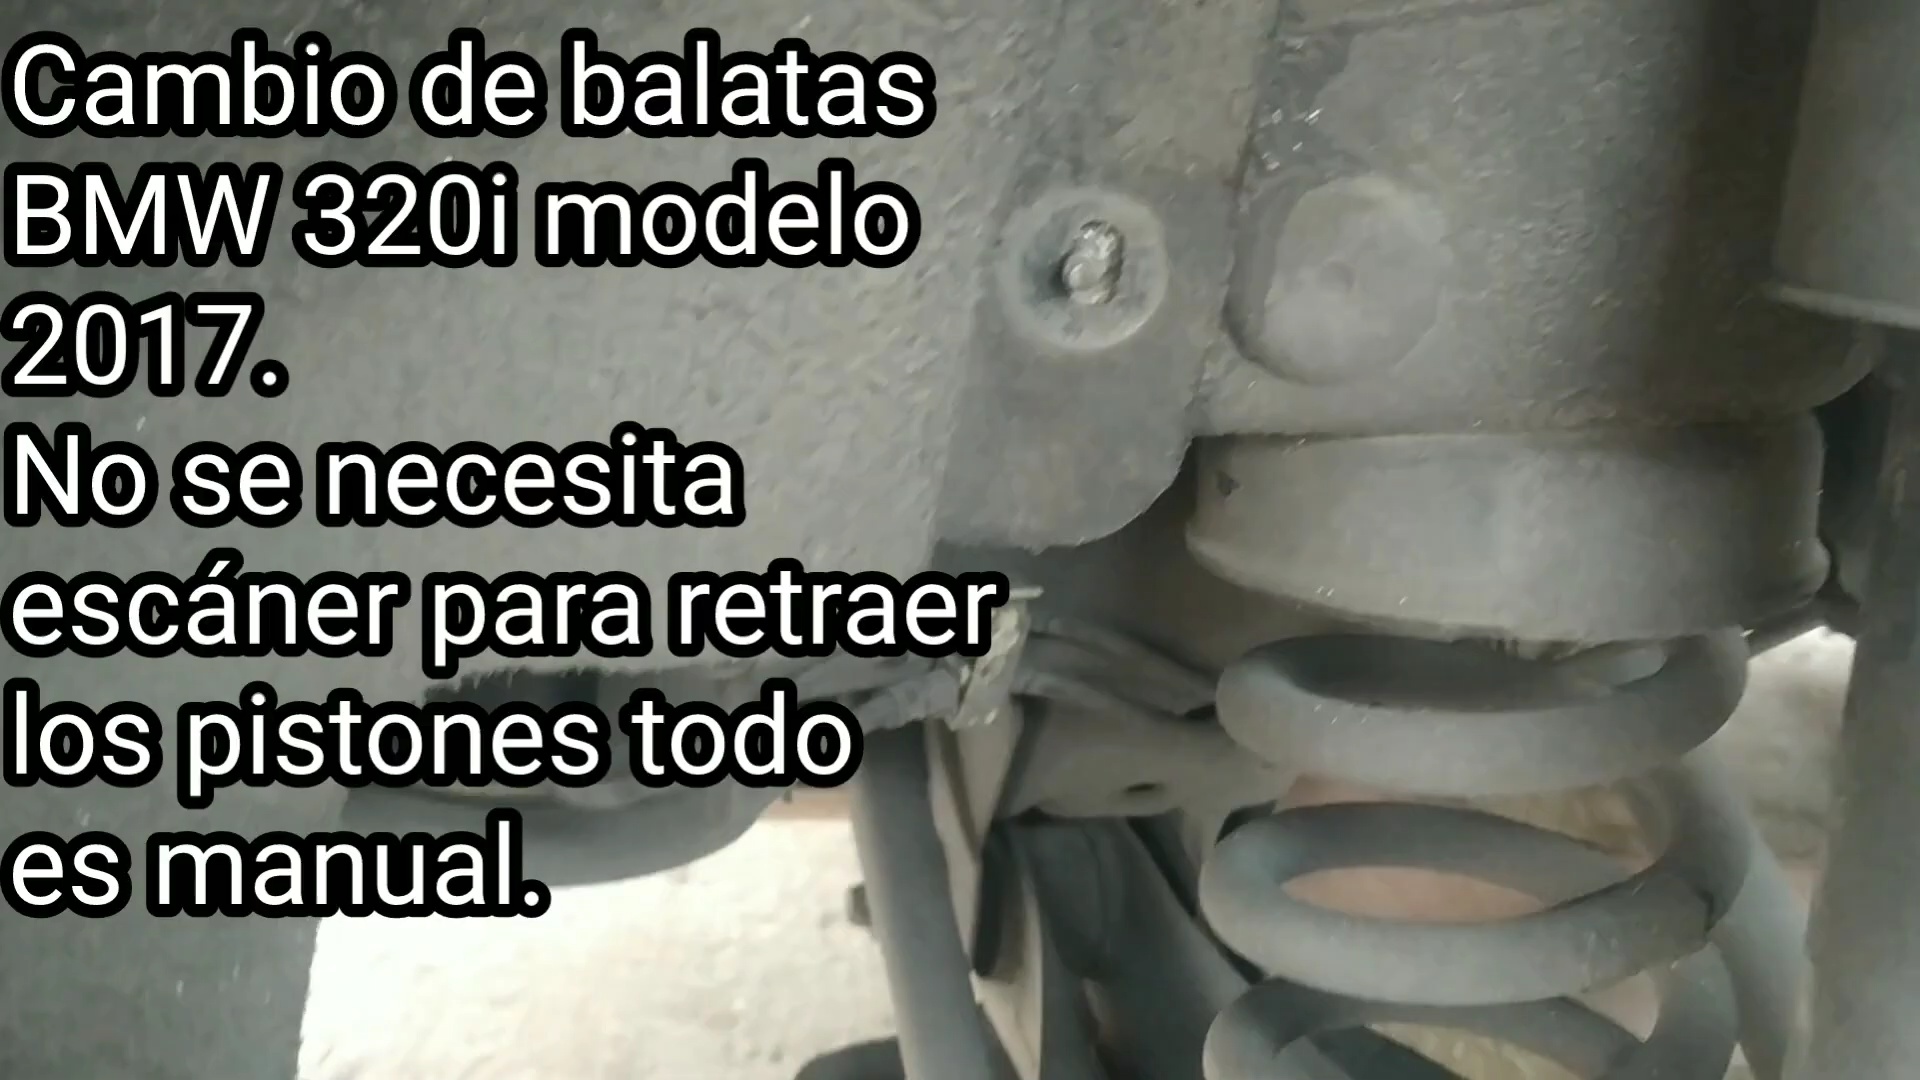 Cambio de balatas
BMW 320i modelo
2017.
No se necesita
escáner para retraer
los pistones todo
es manual.